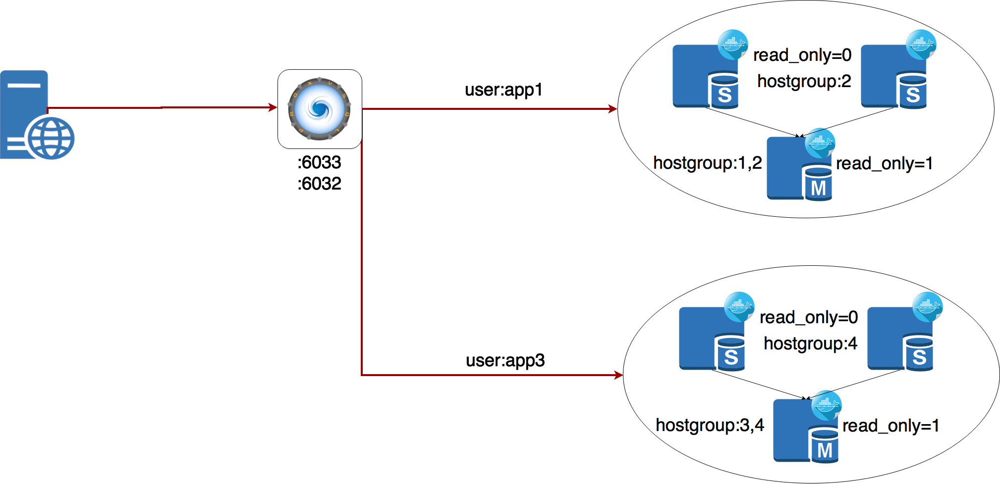 PROXYSQL
:6033
:6032
user:app1
read_only=0
hostgroup:2
S
S
hostgroup:1,2
read_only=1
M
user:app3
read_only=0
hostgroup:4
S
S
hostgroup:3,4
read_only=1
M